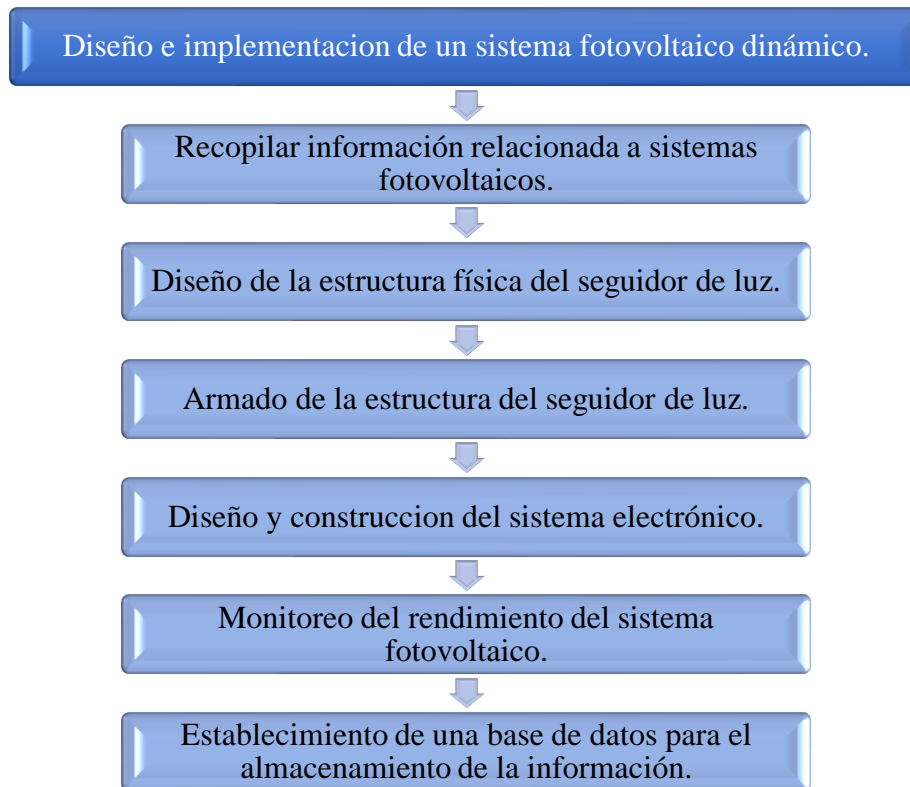 Diseño e implementacion de un sistema fotovoltaico dinámico.
Recopilar información relacionada a sistemas
fotovoltaicos.
Diseño de la estructura física del seguidor de luz.
Armado de la estructura del seguidor de luz.
Diseño y construccion del sistema electrónico.
Monitoreo del rendimiento del sistema
fotovoltaico.
Establecimiento de una base de datos para el
almacenamiento de la información.